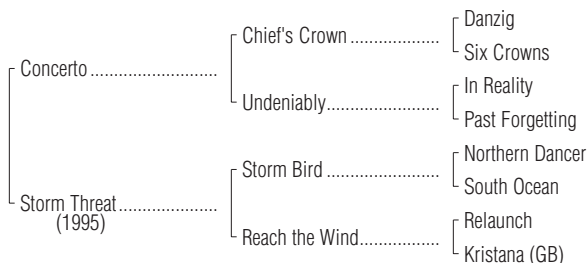 Danzig
Chief's Crown
Six Crowns
Concerto
In Reality
Undeniably
Past Forgetting
Northern Dancer
Storm Bird
South Ocean
Storm Threat
(1995)
Relaunch
Reach the Wind
Kristana (GB)